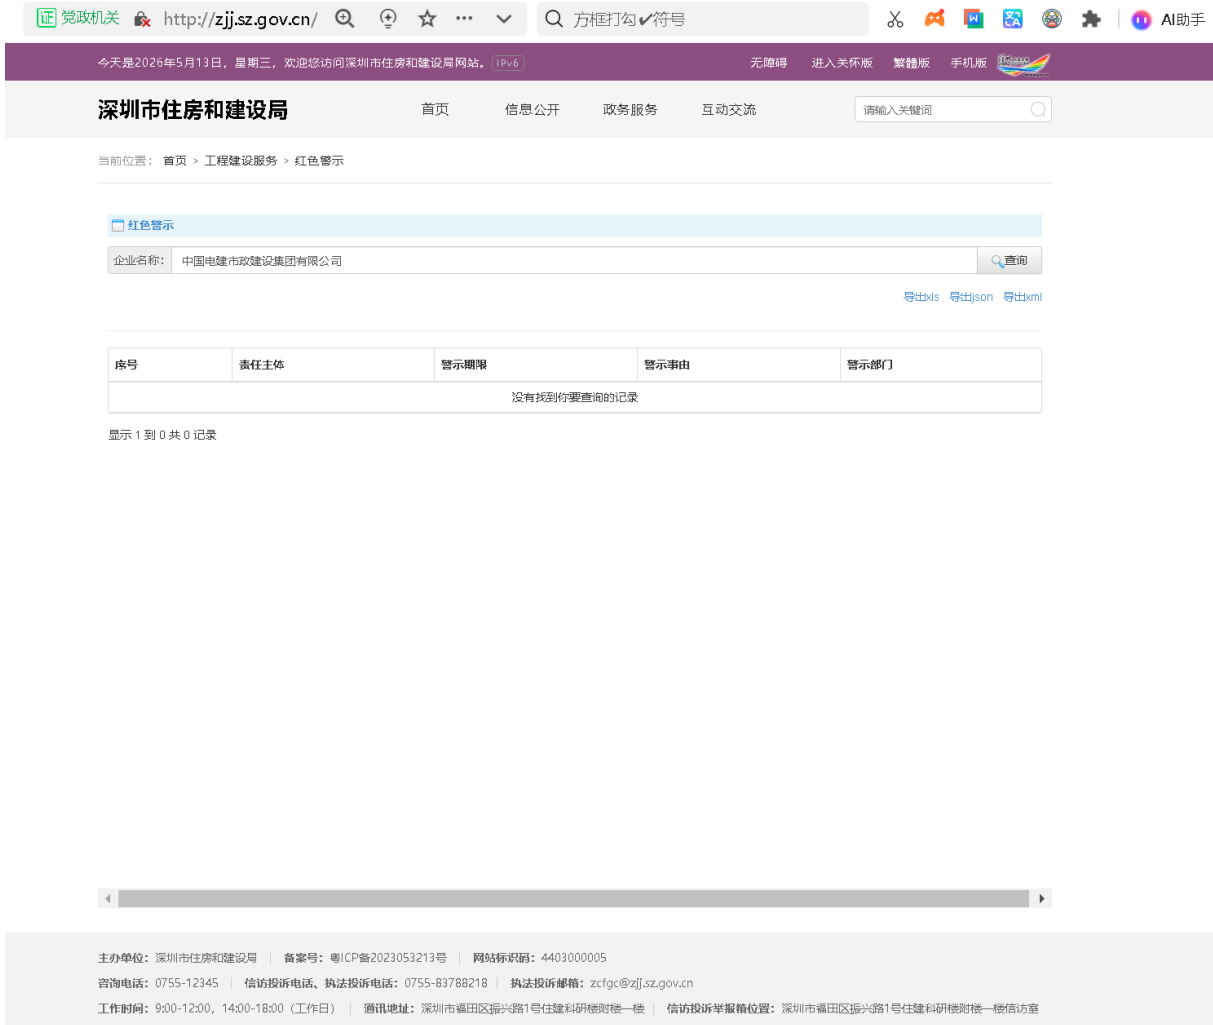 证 党政机关 http://zjj.sz.gov.cn/ 方框打勾✔符号 AI助手
今天是2026年5月13日，星期三，欢迎您访问深圳市住房和建设局网站。 IPv6 无障碍 进入关怀版 繁體版 手机版
深圳市住房和建设局 首页 信息公开 政务服务 互动交流 请输入关键词
当前位置： 首页 > 工程建设服务 > 红色警示
红色警示
企业名称： 中国电建市政建设集团有限公司 查询
导出xls 导出json 导出xml
序号 责任主体 警示期限 警示事由 警示部门
没有找到你要查询的记录
显示 1 到 0 共 0 记录
主办单位：深圳市住房和建设局 | 备案号：粤ICP备2023053213号 | 网站标识码：4403000005
咨询电话：0755-12345 | 信访投诉电话、执法投诉电话：0755-83788218 | 执法投诉邮箱：zcfgc@zjj.sz.gov.cn
工作时间：9:00-12:00，14:00-18:00（工作日） | 通讯地址：深圳市福田区振兴路1号住建科研楼附楼一楼 | 信访投诉举报箱位置：深圳市福田区振兴路1号住建科研楼附楼一楼信访室